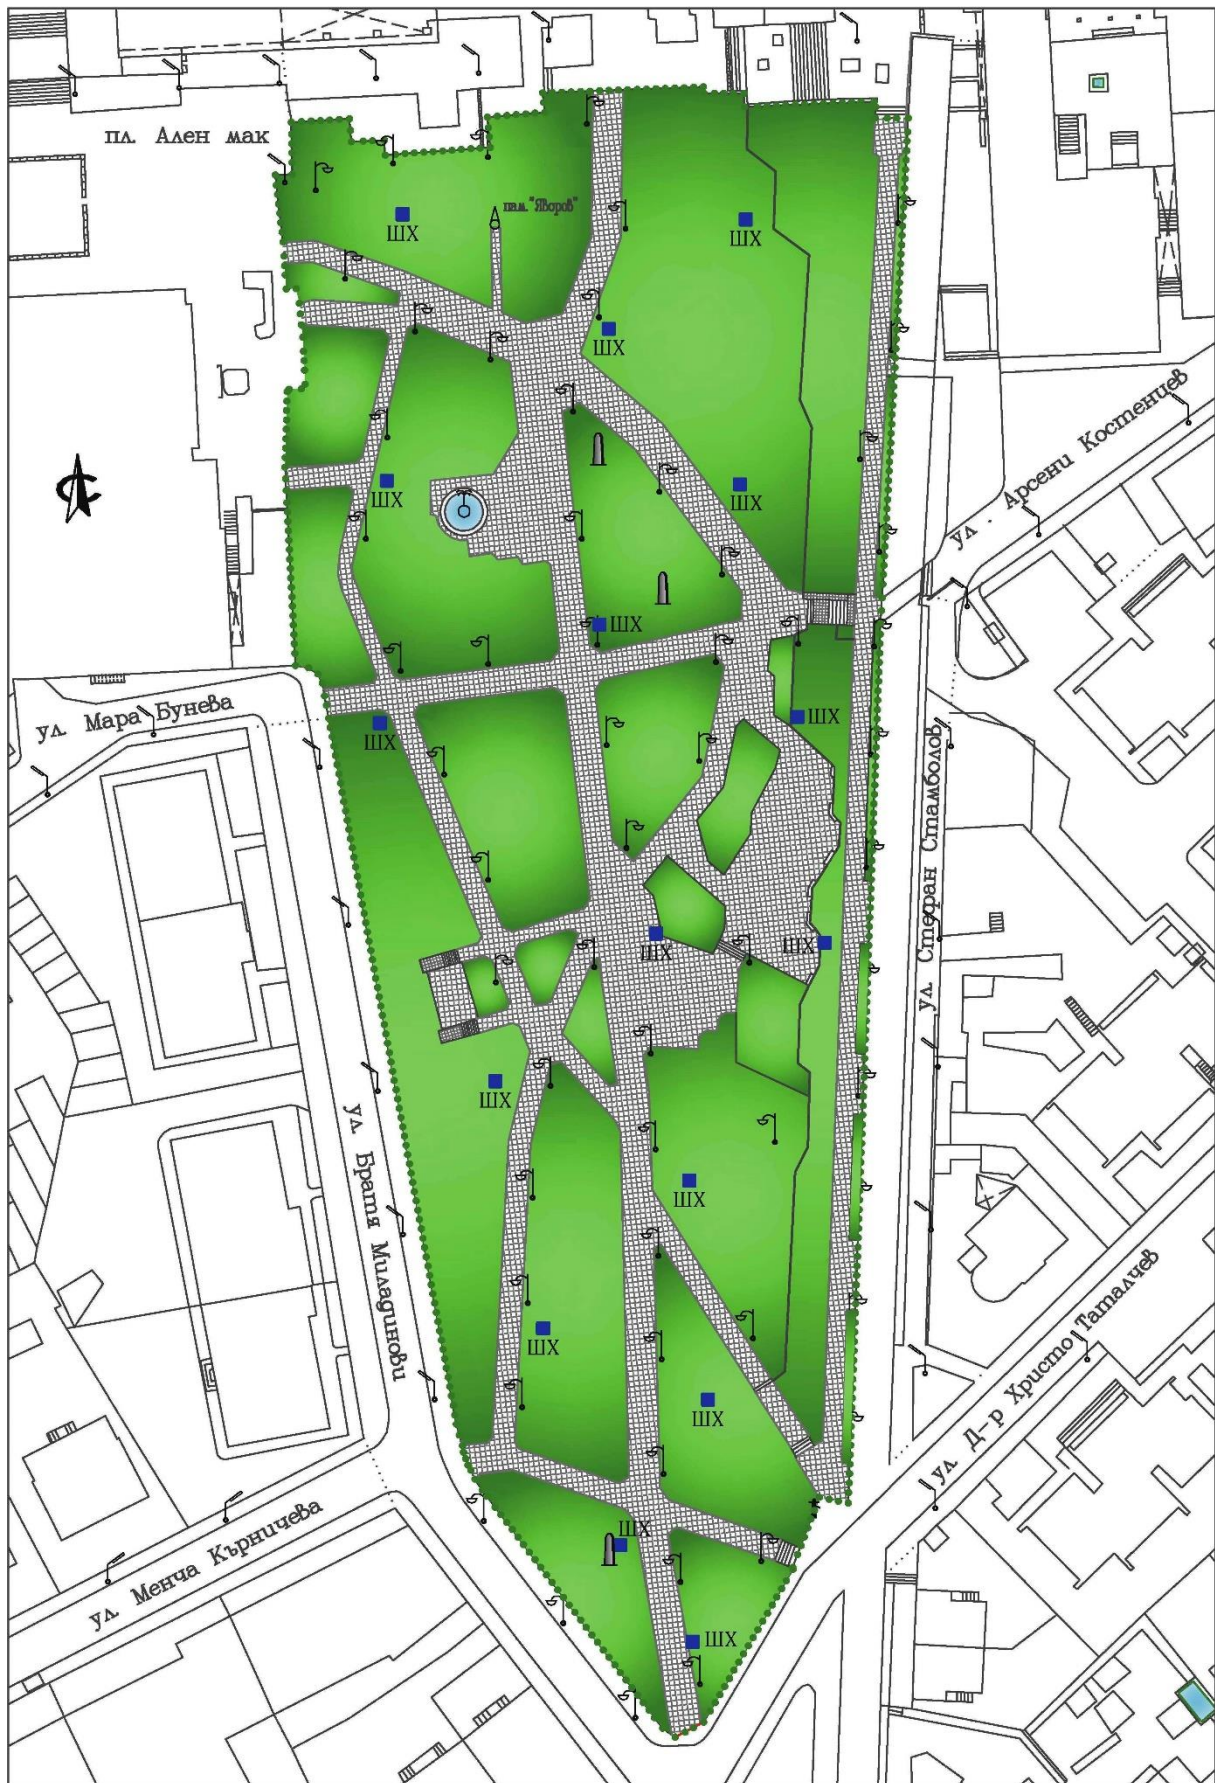 пл. Ален мак
пам."Яворов"
ШХ
ШХ
ШХ
ул. Арсени Костенцев
ШХ
ШХ
ШХ
ул. Мара Бунева
ШХ
ШХ
ул. Стефан Стамболов
ШХ
ШХ
ШХ
ул. Братя Миладинови
ШХ
ул. Д-р Христо Таталчев
ШХ
ШХ
ул. Менча Кърничева
ШХ
ШХ